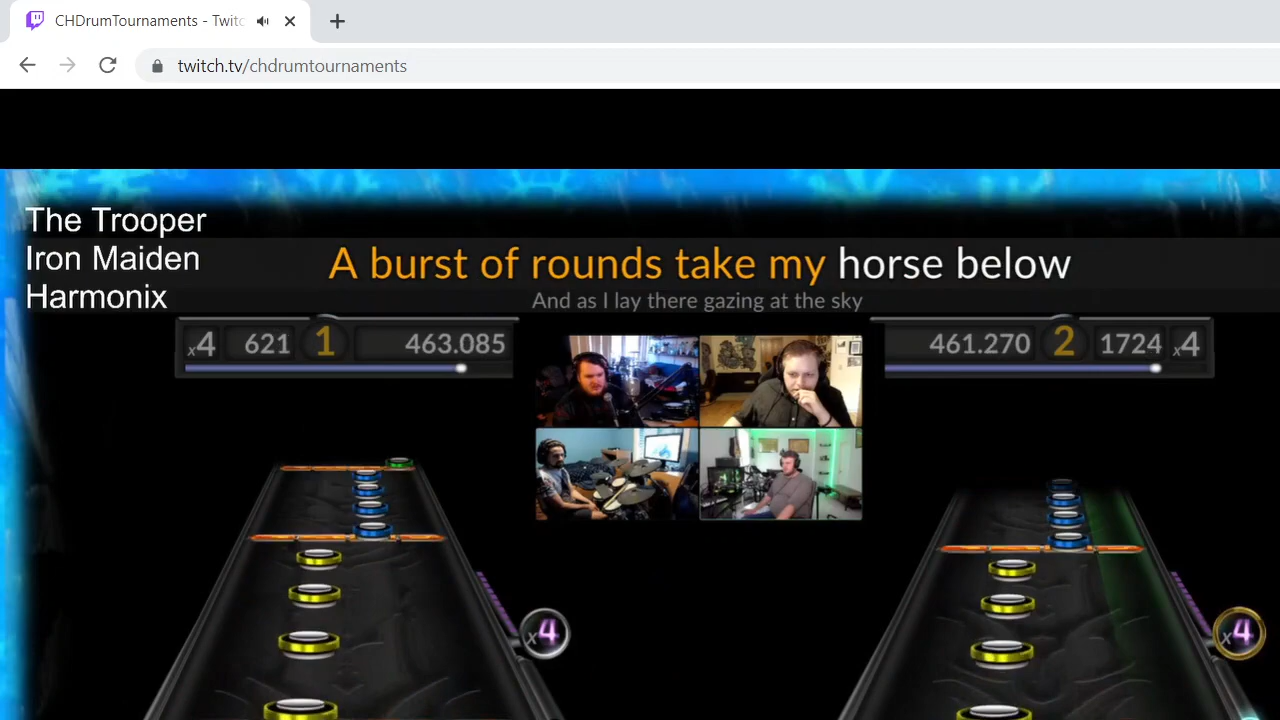 CHDrumTournaments - Twitc
twitch.tv/chdrumtournaments
The Trooper
Iron Maiden
Harmonix
A burst of rounds take my horse below
And as I lay there gazing at the sky
x4 621 1 463.085
461.270 2 1724 x4
x4
x4